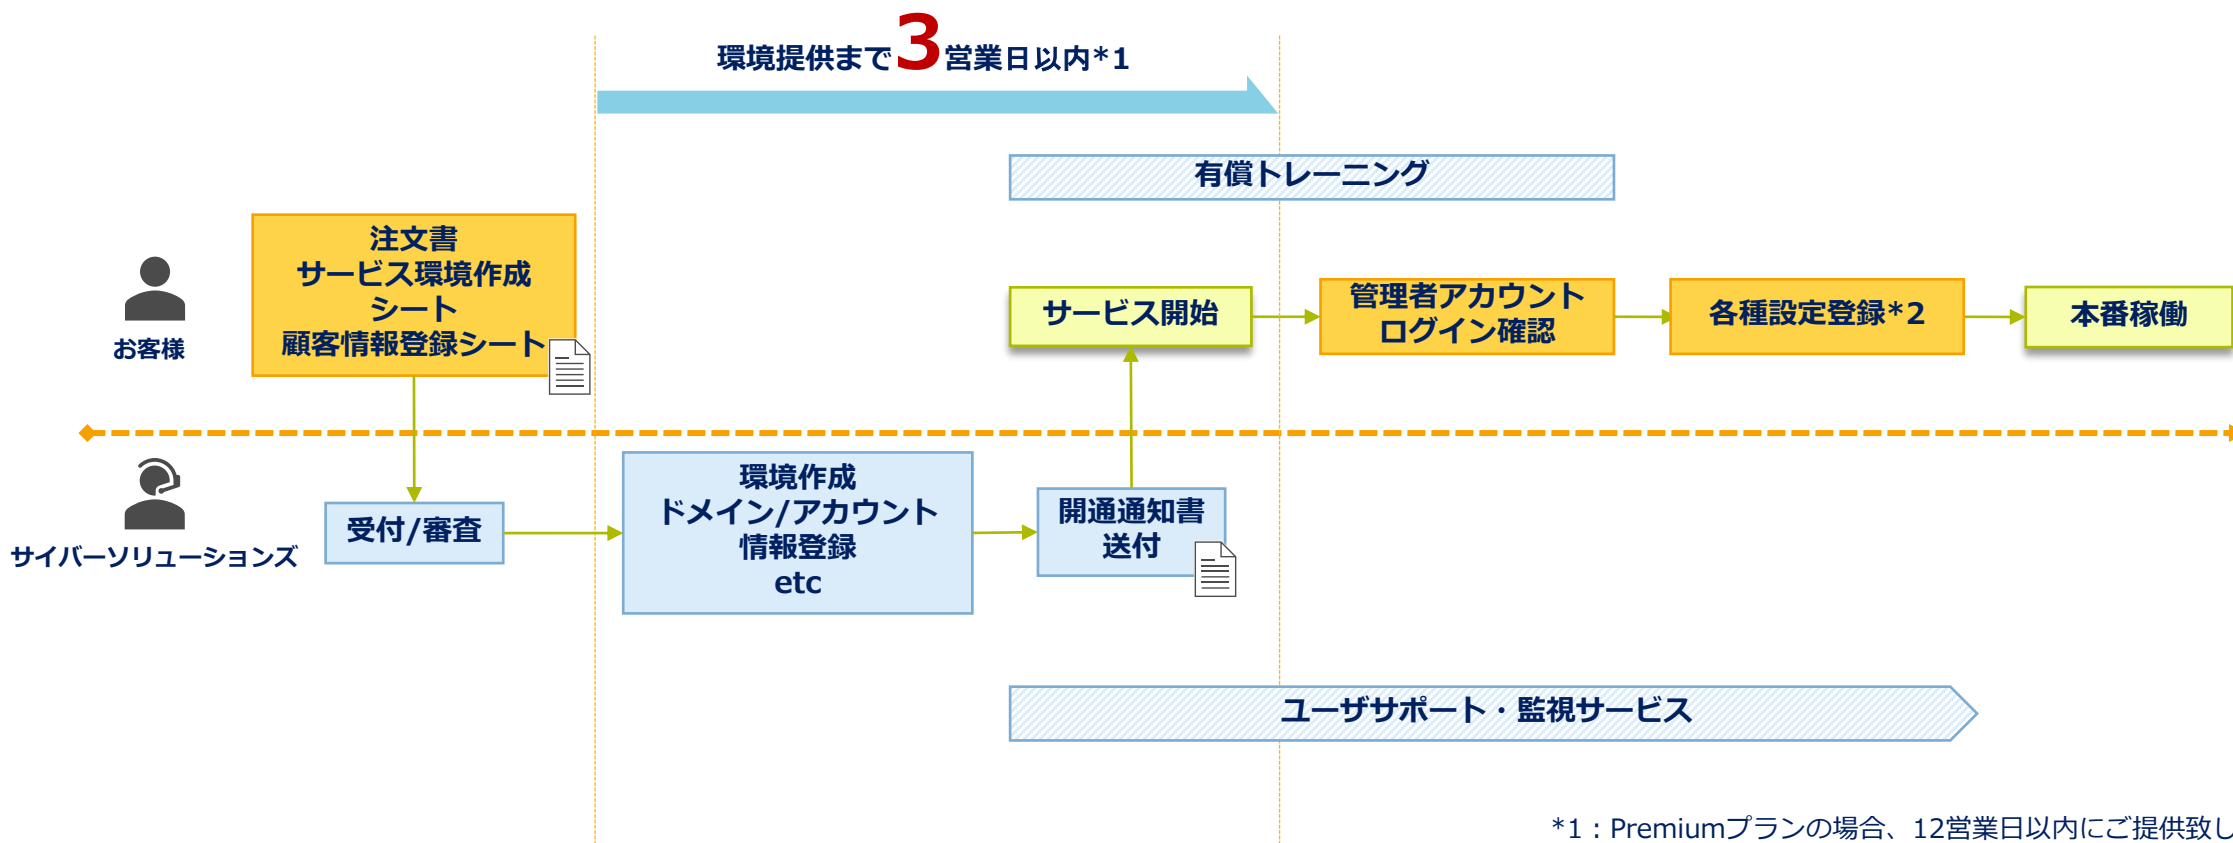 環境提供まで3営業日以内*1
有償トレーニング
注文書
サービス環境作成
シート
顧客情報登録シート
お客様
サービス開始
管理者アカウント
ログイン確認
各種設定登録*2
本番稼働
サイバーソリューションズ
受付/審査
環境作成
ドメイン/アカウント
情報登録
etc
開通通知書
送付
ユーザサポート・監視サービス
*1：Premiumプランの場合、12営業日以内にご提供致し